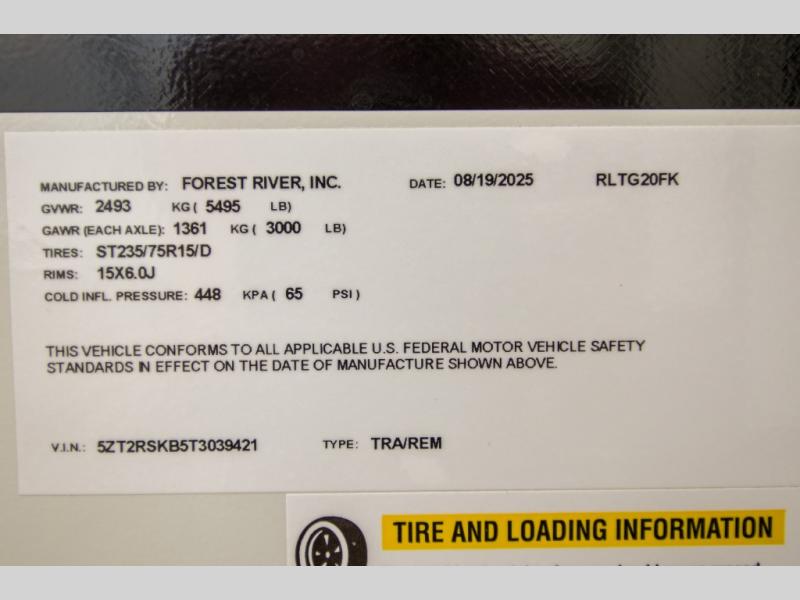 MANUFACTURED BY: FOREST RIVER, INC. DATE: 08/19/2025 RLTG20FK
GVWR: 2493 KG ( 5495 LB)
GAWR (EACH AXLE): 1361 KG ( 3000 LB)
TIRES: ST235/75R15/D
RIMS: 15X6.0J
COLD INFL. PRESSURE: 448 KPA ( 65 PSI )
THIS VEHICLE CONFORMS TO ALL APPLICABLE U.S. FEDERAL MOTOR VEHICLE SAFETY
STANDARDS IN EFFECT ON THE DATE OF MANUFACTURE SHOWN ABOVE.
V.I.N.: 5ZT2RSKB5T3039421 TYPE: TRA/REM
TIRE AND LOADING INFORMATION